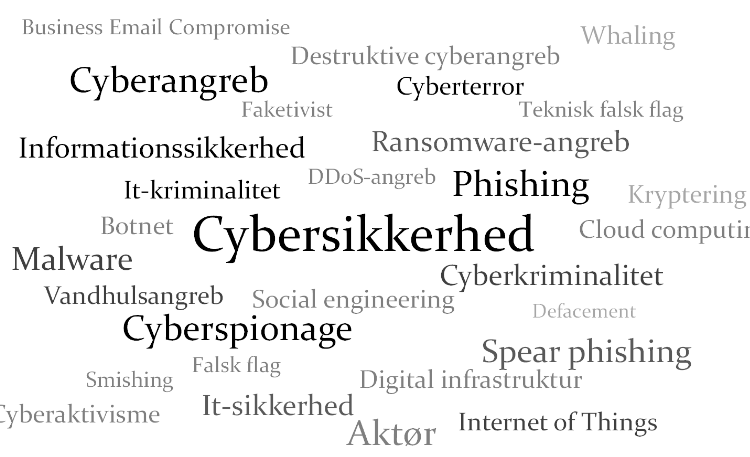 Business Email Compromise
Whaling
Destruktive cyberangreb
Cyberangreb
Cyberterror
Faketivist
Teknisk falsk flag
Informationssikkerhed
Ransomware-angreb
DDoS-angreb
Phishing
It-kriminalitet
Kryptering
Botnet
Cybersikkerhed
Cloud computin
Malware
Cyberkriminalitet
Vandhulsangreb
Social engineering
Defacement
Cyberspionage
Spear phishing
Falsk flag
Smishing
Digital infrastruktur
Cyberaktivisme
It-sikkerhed
Aktør
Internet of Things